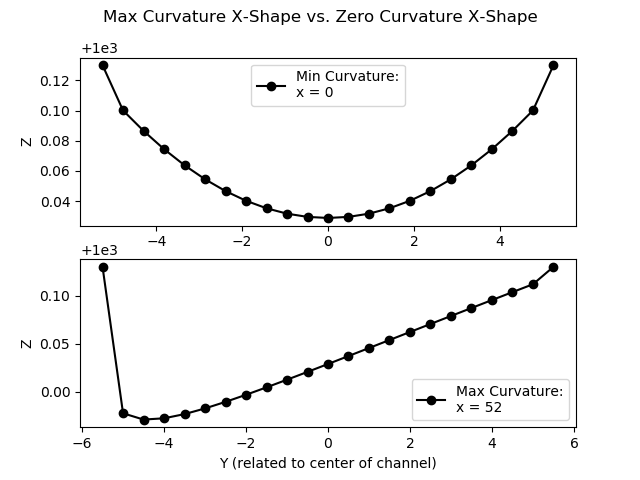 Max Curvature X-Shape vs. Zero Curvature X-Shape
+1e3
0.12
0.10
0.08
0.06
0.04
Z
Min Curvature:
x = 0
−4
−2
0
2
4
+1e3
0.10
0.05
0.00
Z
Max Curvature:
x = 52
−6
−4
−2
0
2
4
6
Y (related to center of channel)